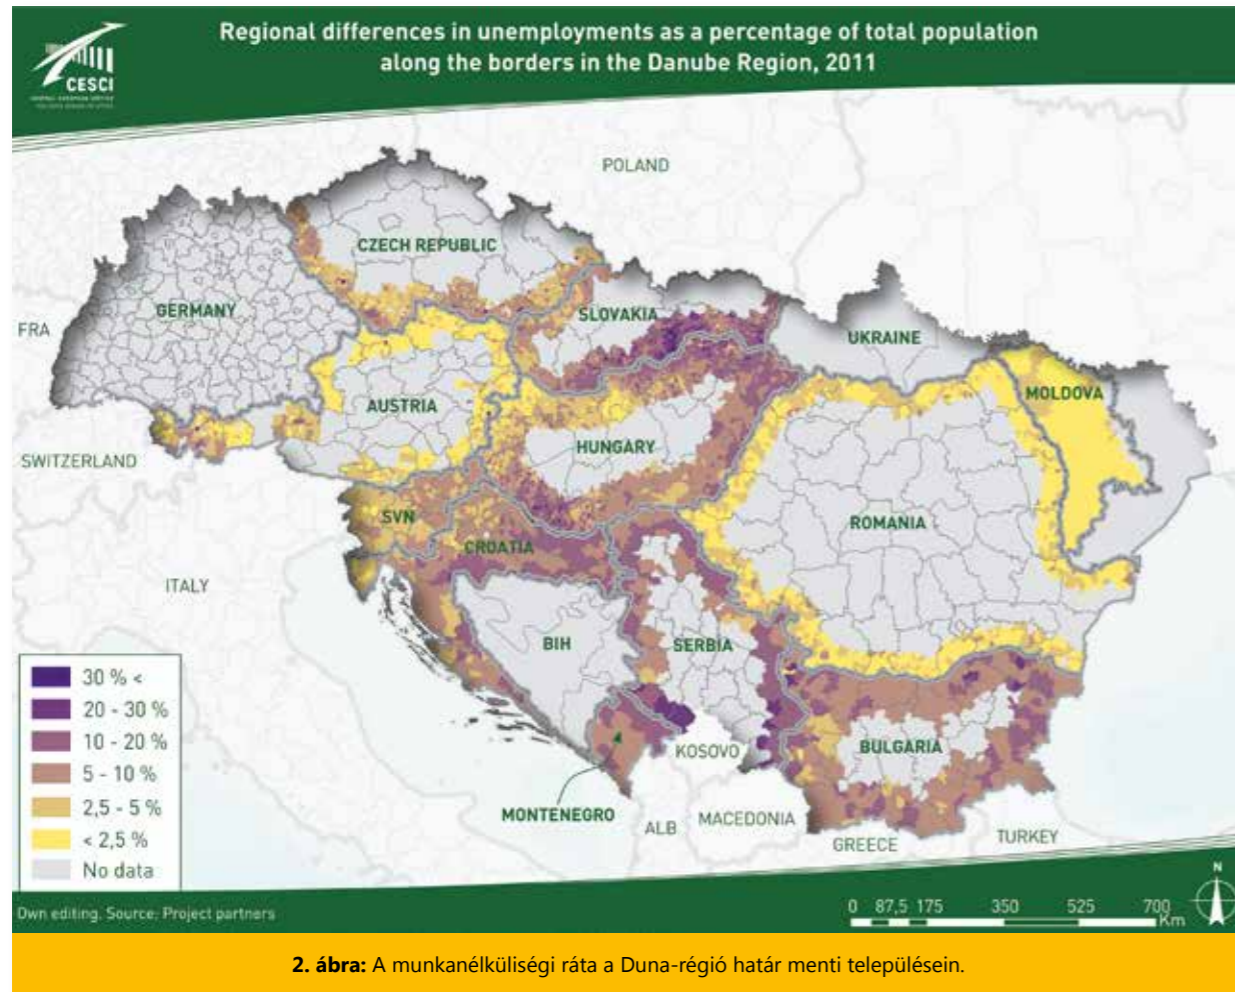 Regional differences in unemployments as a percentage of total population
along the borders in the Danube Region, 2011
CESCI
POLAND
CZECH REPUBLIC
GERMANY
SLOVAKIA
FRA
UKRAINE
MOLDOVA
AUSTRIA
HUNGARY
SWITZERLAND
SVN
ROMANIA
CROATIA
ITALY
BIH
SERBIA
KOSOVO
BULGARIA
MONTENEGRO
ALB
MACEDONIA
GREECE
TURKEY
30 % <
20 - 30 %
10 - 20 %
5 - 10 %
2,5 - 5 %
< 2,5 %
No data
N
Own editing. Source: Project partners
0 87,5 175 350 525 700
Km
2. ábra: A munkanélküliségi ráta a Duna-régió határ menti településein.